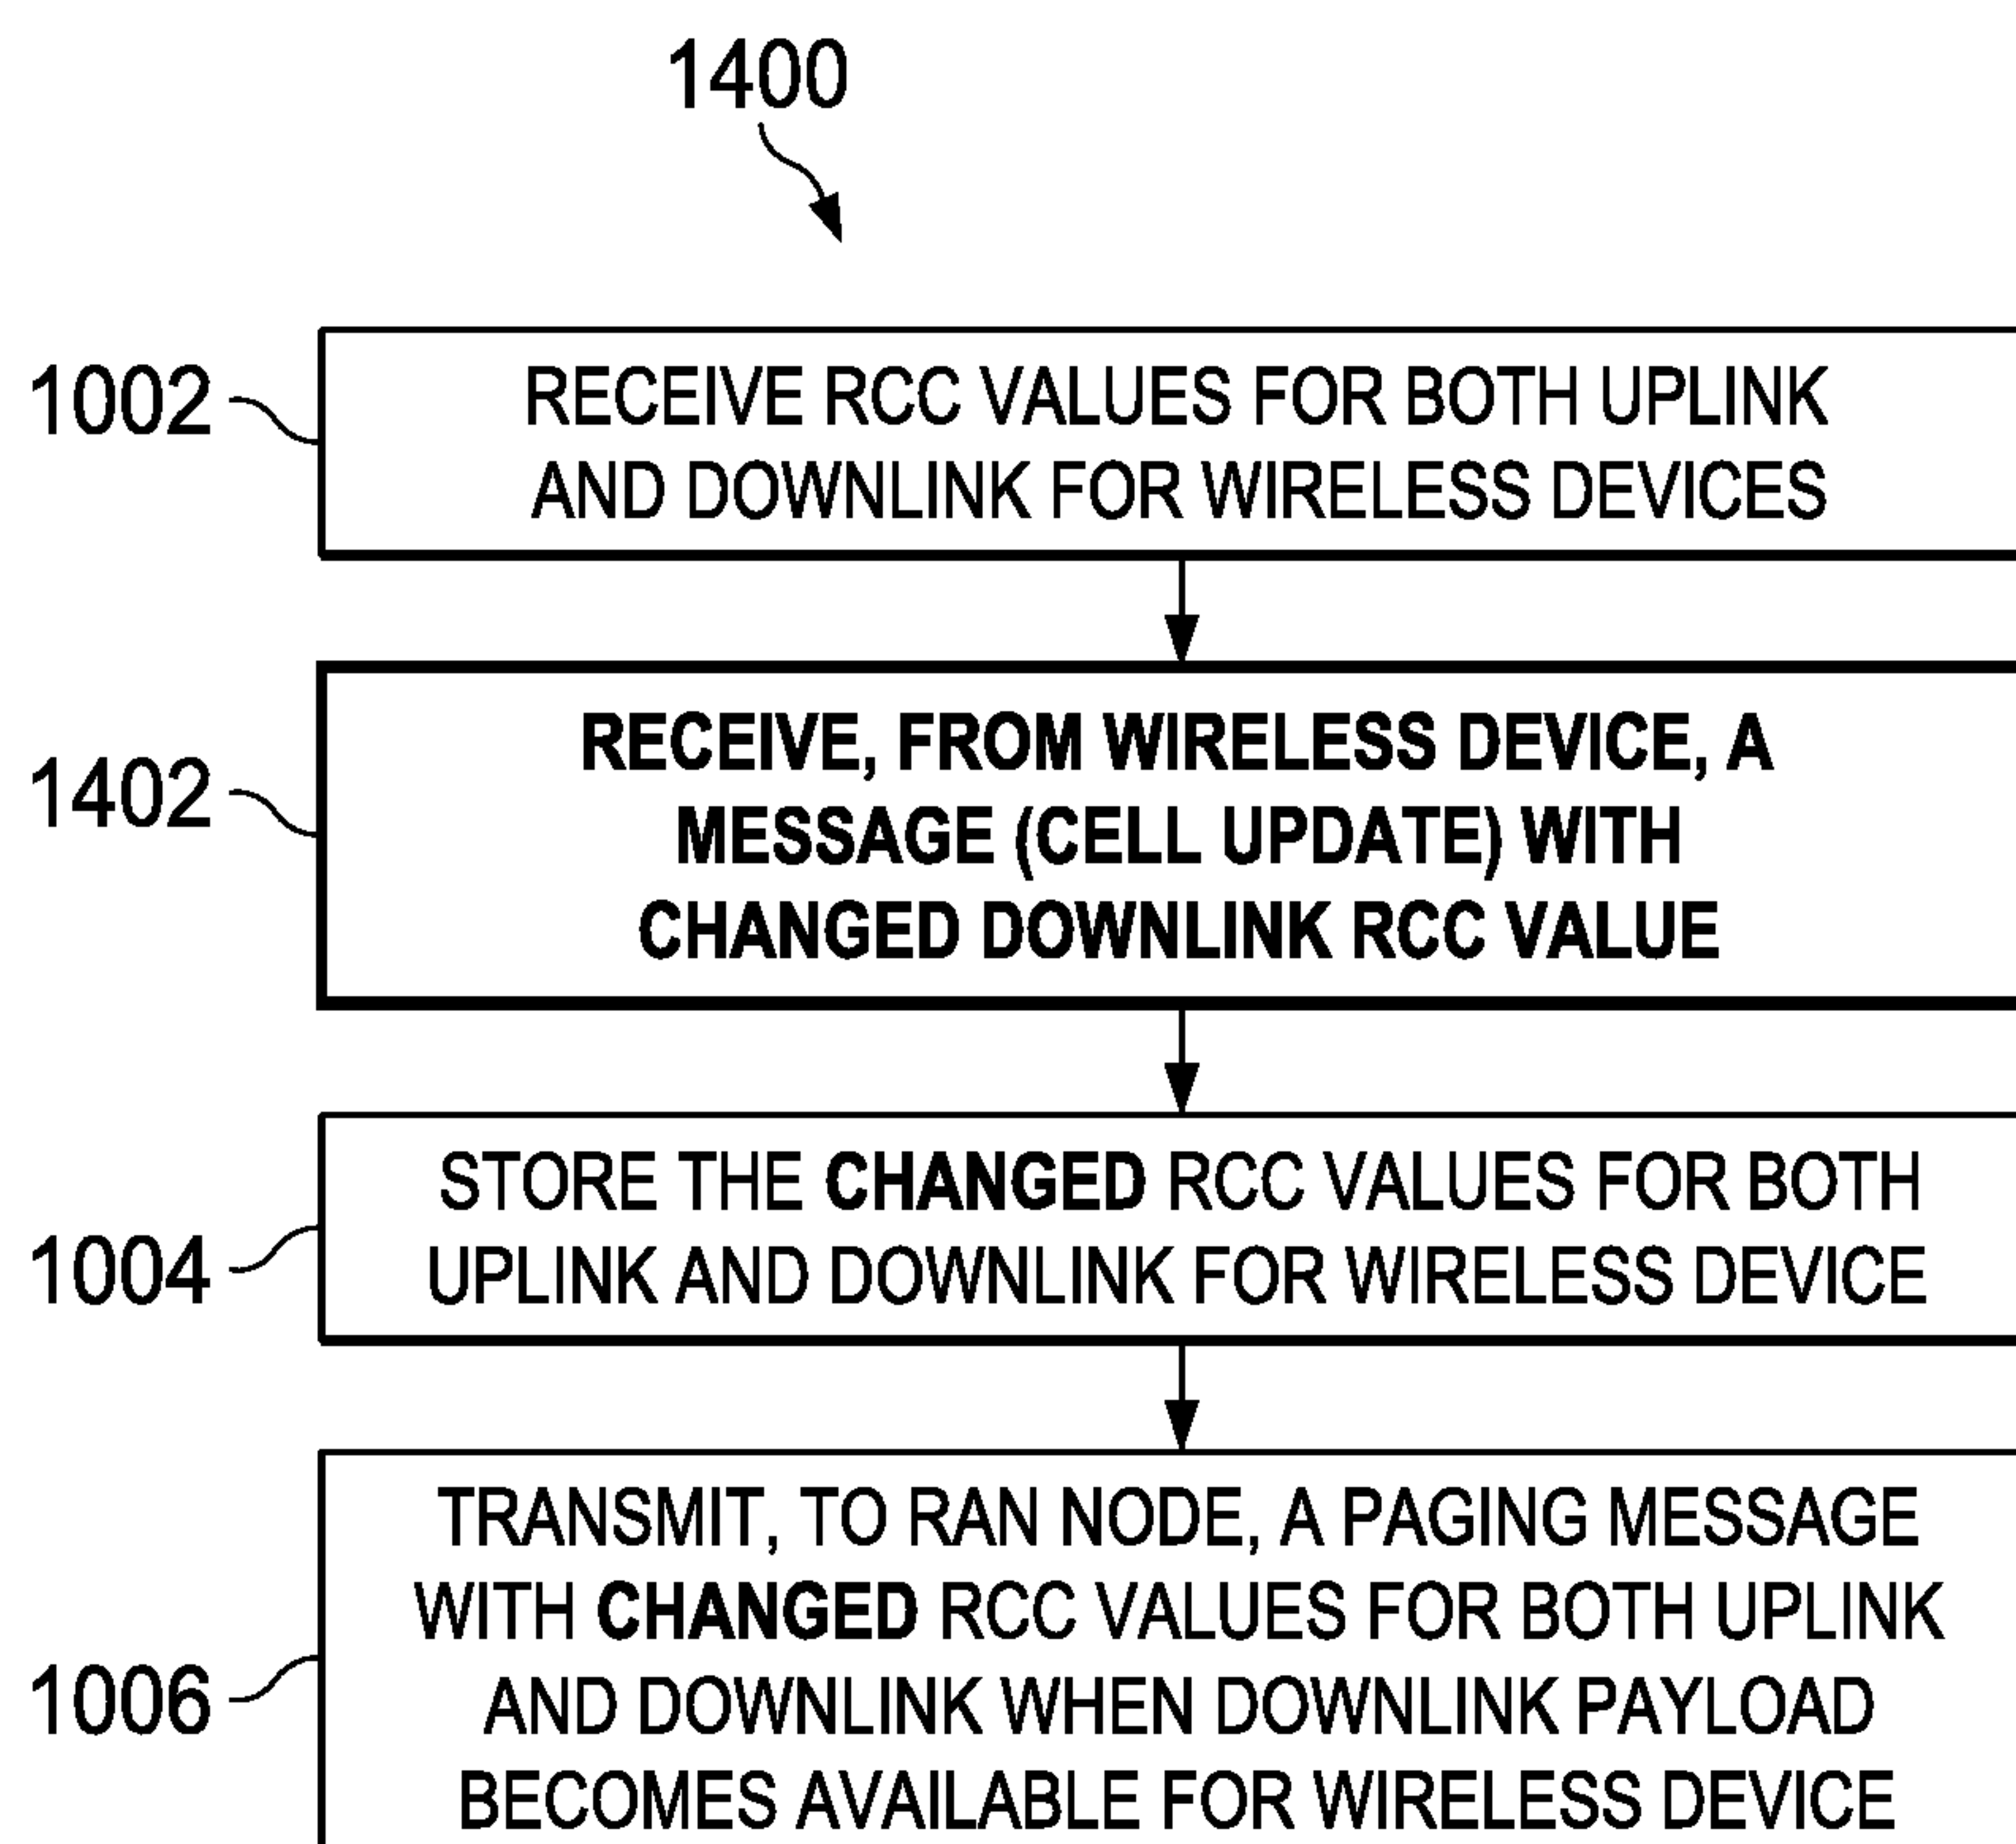 1400
1002
RECEIVE RCC VALUES FOR BOTH UPLINK
AND DOWNLINK FOR WIRELESS DEVICES
1402
RECEIVE, FROM WIRELESS DEVICE, A
MESSAGE (CELL UPDATE) WITH
CHANGED DOWNLINK RCC VALUE
1004
STORE THE CHANGED RCC VALUES FOR BOTH
UPLINK AND DOWNLINK FOR WIRELESS DEVICE
1006
TRANSMIT, TO RAN NODE, A PAGING MESSAGE
WITH CHANGED RCC VALUES FOR BOTH UPLINK
AND DOWNLINK WHEN DOWNLINK PAYLOAD
BECOMES AVAILABLE FOR WIRELESS DEVICE